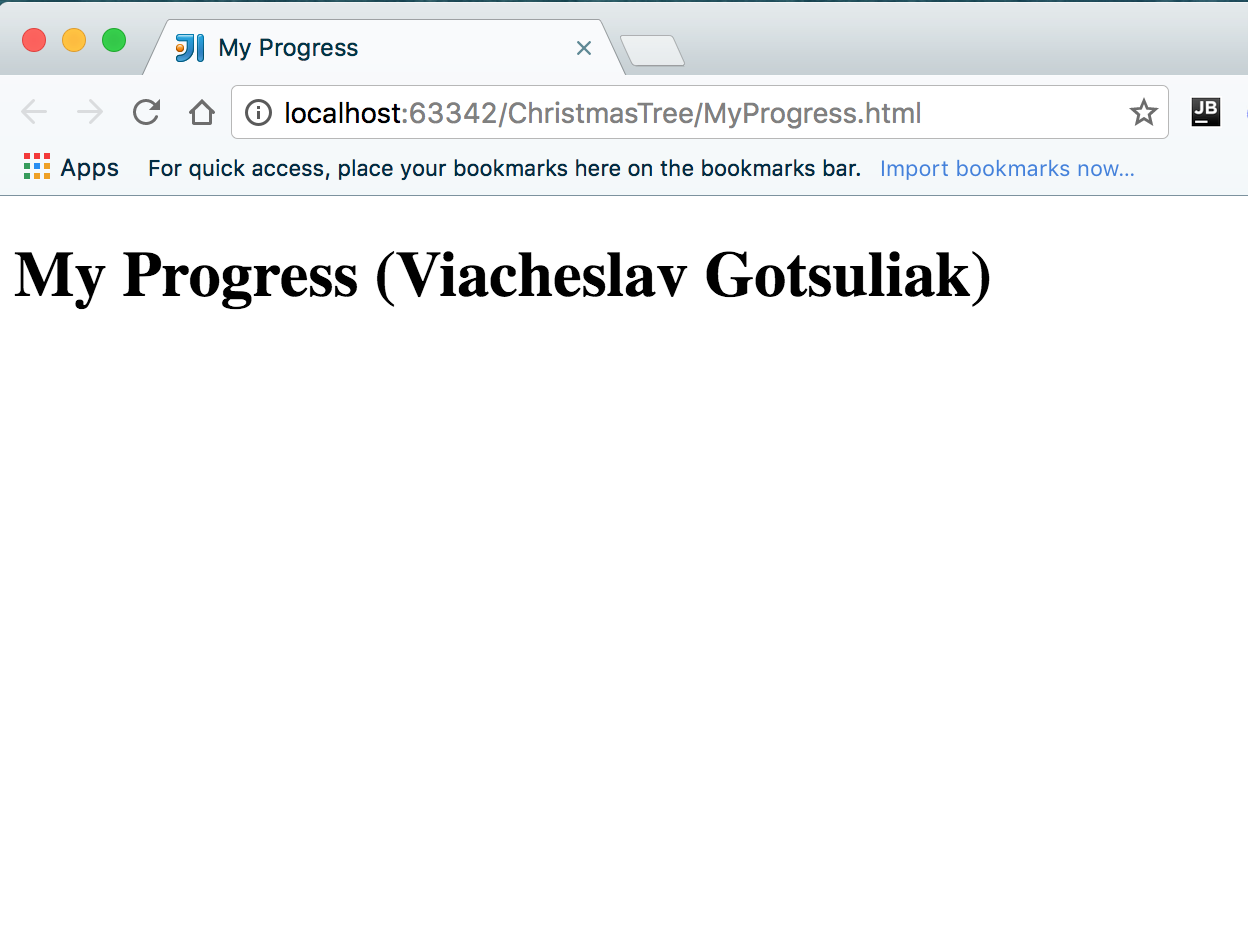 My Progress
localhost:63342/ChristmasTree/MyProgress.html
JB
Apps For quick access, place your bookmarks here on the bookmarks bar. Import bookmarks now...
My Progress (Viacheslav Gotsuliak)